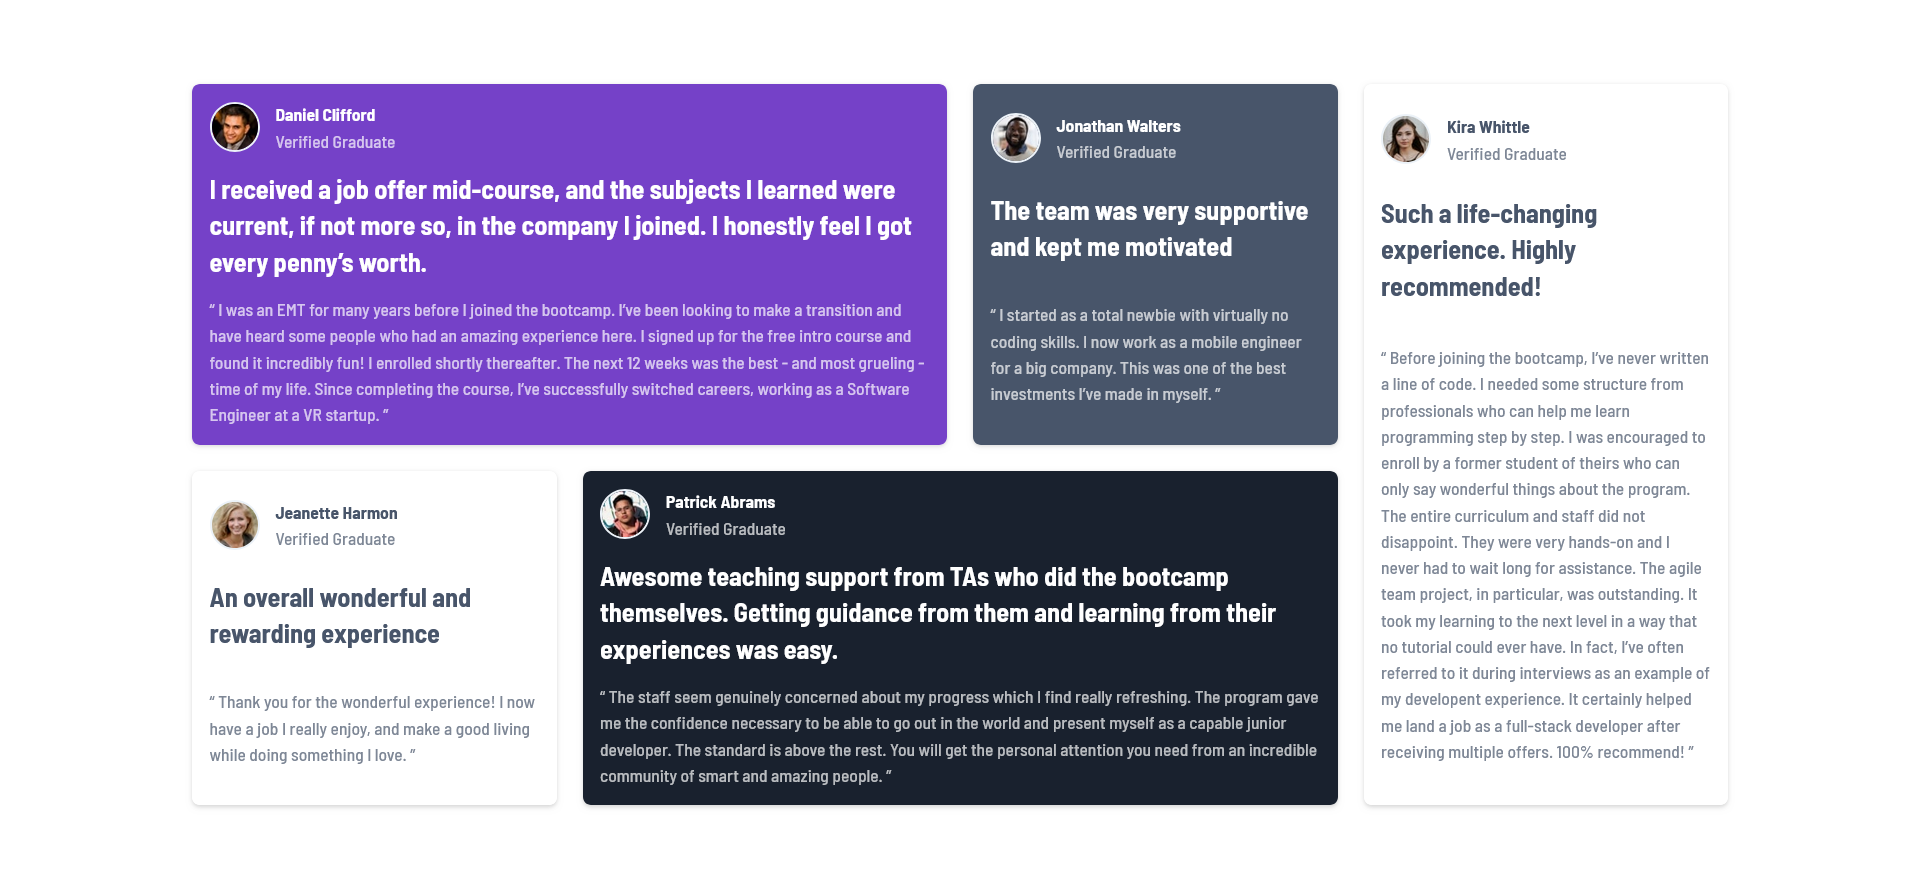 Daniel Clifford
Verified Graduate
I received a job offer mid-course, and the subjects I learned were
current, if not more so, in the company I joined. I honestly feel I got
every penny’s worth.
“ I was an EMT for many years before I joined the bootcamp. I’ve been looking to make a transition and
have heard some people who had an amazing experience here. I signed up for the free intro course and
found it incredibly fun! I enrolled shortly thereafter. The next 12 weeks was the best - and most grueling -
time of my life. Since completing the course, I’ve successfully switched careers, working as a Software
Engineer at a VR startup. ”
Jonathan Walters
Verified Graduate
The team was very supportive
and kept me motivated
“ I started as a total newbie with virtually no
coding skills. I now work as a mobile engineer
for a big company. This was one of the best
investments I’ve made in myself. ”
Kira Whittle
Verified Graduate
Such a life-changing
experience. Highly
recommended!
“ Before joining the bootcamp, I’ve never written
a line of code. I needed some structure from
professionals who can help me learn
programming step by step. I was encouraged to
enroll by a former student of theirs who can
only say wonderful things about the program.
The entire curriculum and staff did not
disappoint. They were very hands-on and I
never had to wait long for assistance. The agile
team project, in particular, was outstanding. It
took my learning to the next level in a way that
no tutorial could ever have. In fact, I’ve often
referred to it during interviews as an example of
my developent experience. It certainly helped
me land a job as a full-stack developer after
receiving multiple offers. 100% recommend! ”
Jeanette Harmon
Verified Graduate
An overall wonderful and
rewarding experience
“ Thank you for the wonderful experience! I now
have a job I really enjoy, and make a good living
while doing something I love. ”
Patrick Abrams
Verified Graduate
Awesome teaching support from TAs who did the bootcamp
themselves. Getting guidance from them and learning from their
experiences was easy.
“ The staff seem genuinely concerned about my progress which I find really refreshing. The program gave
me the confidence necessary to be able to go out in the world and present myself as a capable junior
developer. The standard is above the rest. You will get the personal attention you need from an incredible
community of smart and amazing people. ”